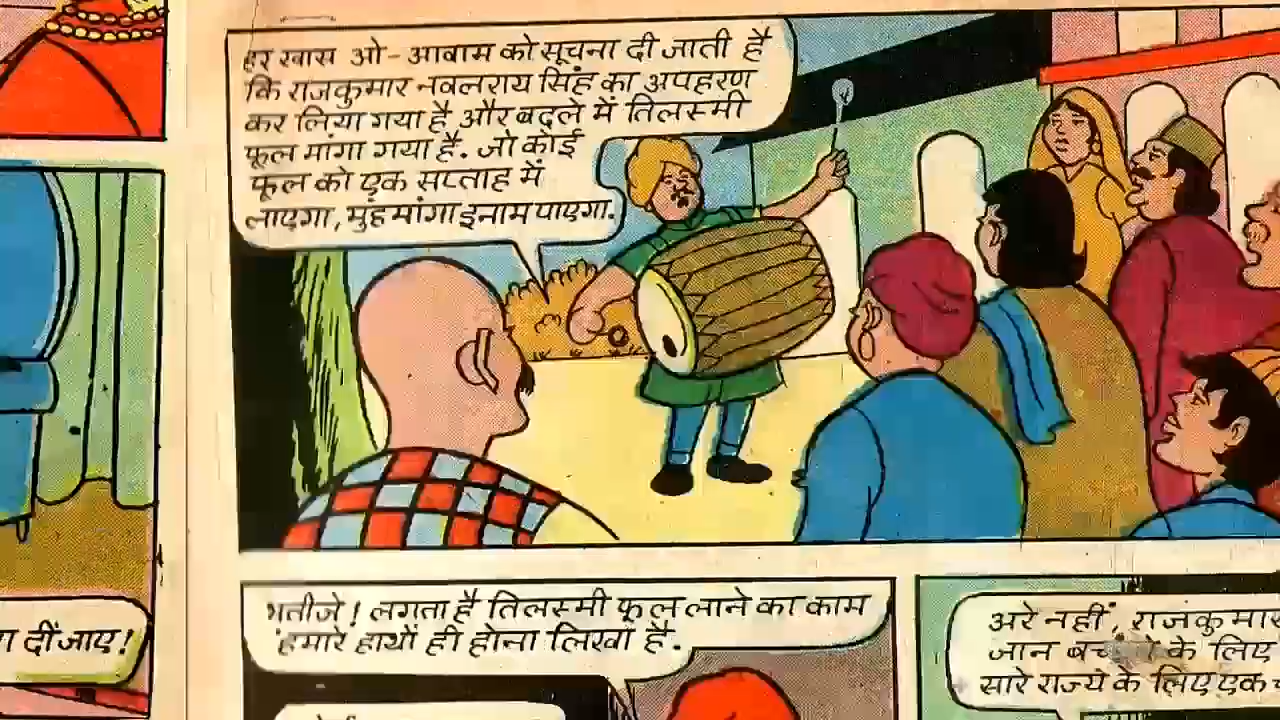 हर खास ओ-आवाम को सूचना दी जाती है
कि राजकुमार नवलराय सिंह का अपहरण
कर लिया गया है और बदले में तिलस्मी
फूल मांगा गया है. जो कोई
फूल को एक सप्ताह में
लाएगा, मुंहमांगा इनाम पाएगा.
दी जाए!
भतीजे! लगता है तिलस्मी फूल लाने का काम
हमारे हाथों ही होना लिखा है.
अरे नहीं, राजकुमार
जान के लिए
सारे राज्य के लिए एक